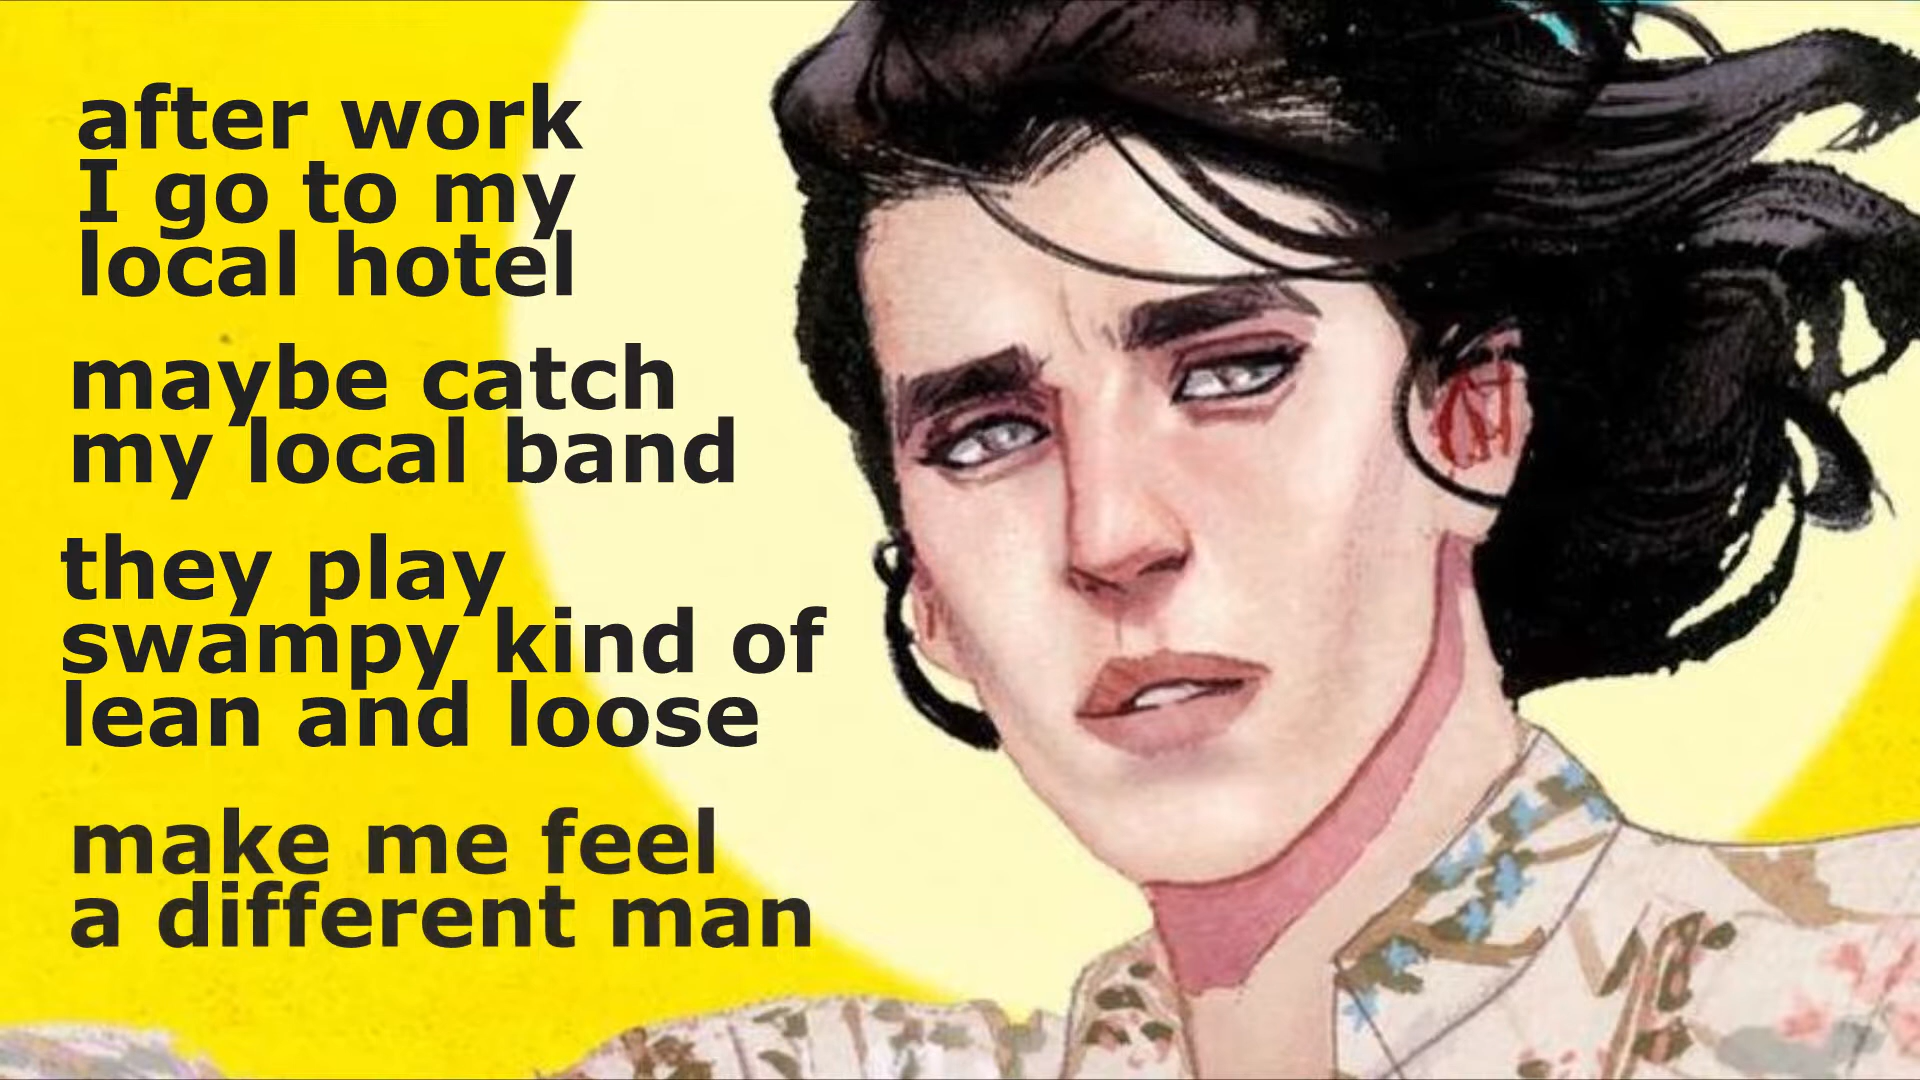 after work
I go to my
local hotel
maybe catch
my local band
they play
swampy kind of
lean and loose
make me feel
a different man